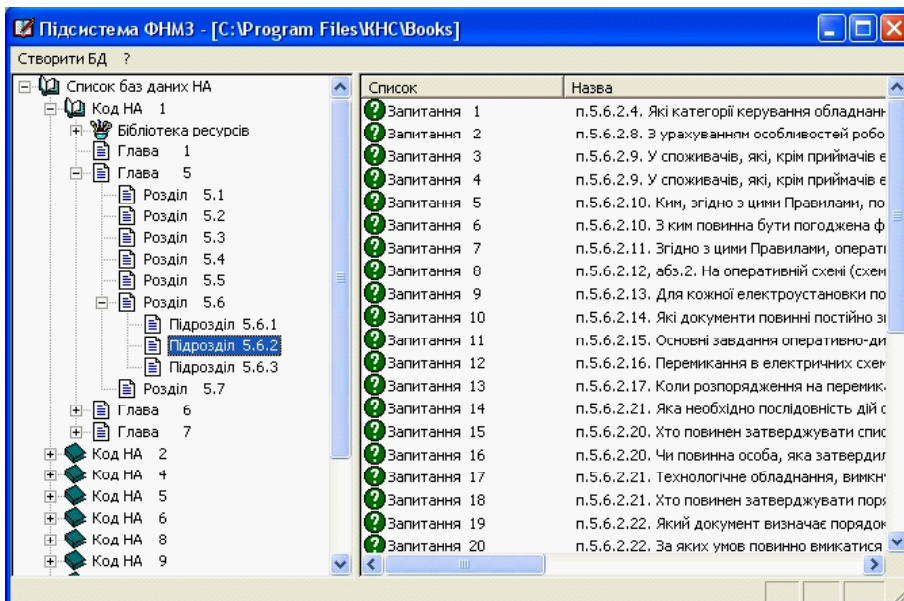 Підсистема ФНМЗ - [C:\Program Files\КНС\Books]
Створити БД ?
Список баз даних НА
Код НА 1
Бібліотека ресурсів
Глава 1
Глава 5
Розділ 5.1
Розділ 5.2
Розділ 5.3
Розділ 5.4
Розділ 5.5
Розділ 5.6
Підрозділ 5.6.1
Підрозділ 5.6.2
Підрозділ 5.6.3
Розділ 5.7
Глава 6
Глава 7
Код НА 2
Код НА 4
Код НА 5
Код НА 6
Код НА 8
Код НА 9
Список Назва
Запитання 1 п.5.6.2.4. Які категорії керування обладнанн
Запитання 2 п.5.6.2.8. З урахуванням особливостей робо
Запитання 3 п.5.6.2.9. У споживачів, які, крім приймачів е
Запитання 4 п.5.6.2.9. У споживачів, які, крім приймачів е
Запитання 5 п.5.6.2.10. Ким, згідно з цими Правилами, по
Запитання 6 п.5.6.2.10. З ким повинна бути погоджена ф
Запитання 7 п.5.6.2.11. Згідно з цими Правилами, операти
Запитання 8 п.5.6.2.12, абз.2. На оперативній схемі (схем
Запитання 9 п.5.6.2.13. Для кожної електроустановки по
Запитання 10 п.5.6.2.14. Які документи повинні постійно зн
Запитання 11 п.5.6.2.15. Основні завдання оперативно-ди
Запитання 12 п.5.6.2.16. Перемикання в електричних схем
Запитання 13 п.5.6.2.17. Коли розпорядження на перемик
Запитання 14 п.5.6.2.21. Яка необхідно послідовність дій о
Запитання 15 п.5.6.2.20. Хто повинен затверджувати спис
Запитання 16 п.5.6.2.20. Чи повинна особа, яка затвердил
Запитання 17 п.5.6.2.21. Технологічне обладнання, вимкн
Запитання 18 п.5.6.2.21. Хто повинен затверджувати поря
Запитання 19 п.5.6.2.22. Який документ визначає порядок
Запитання 20 п.5.6.2.22. За яких умов повинно вмикатися